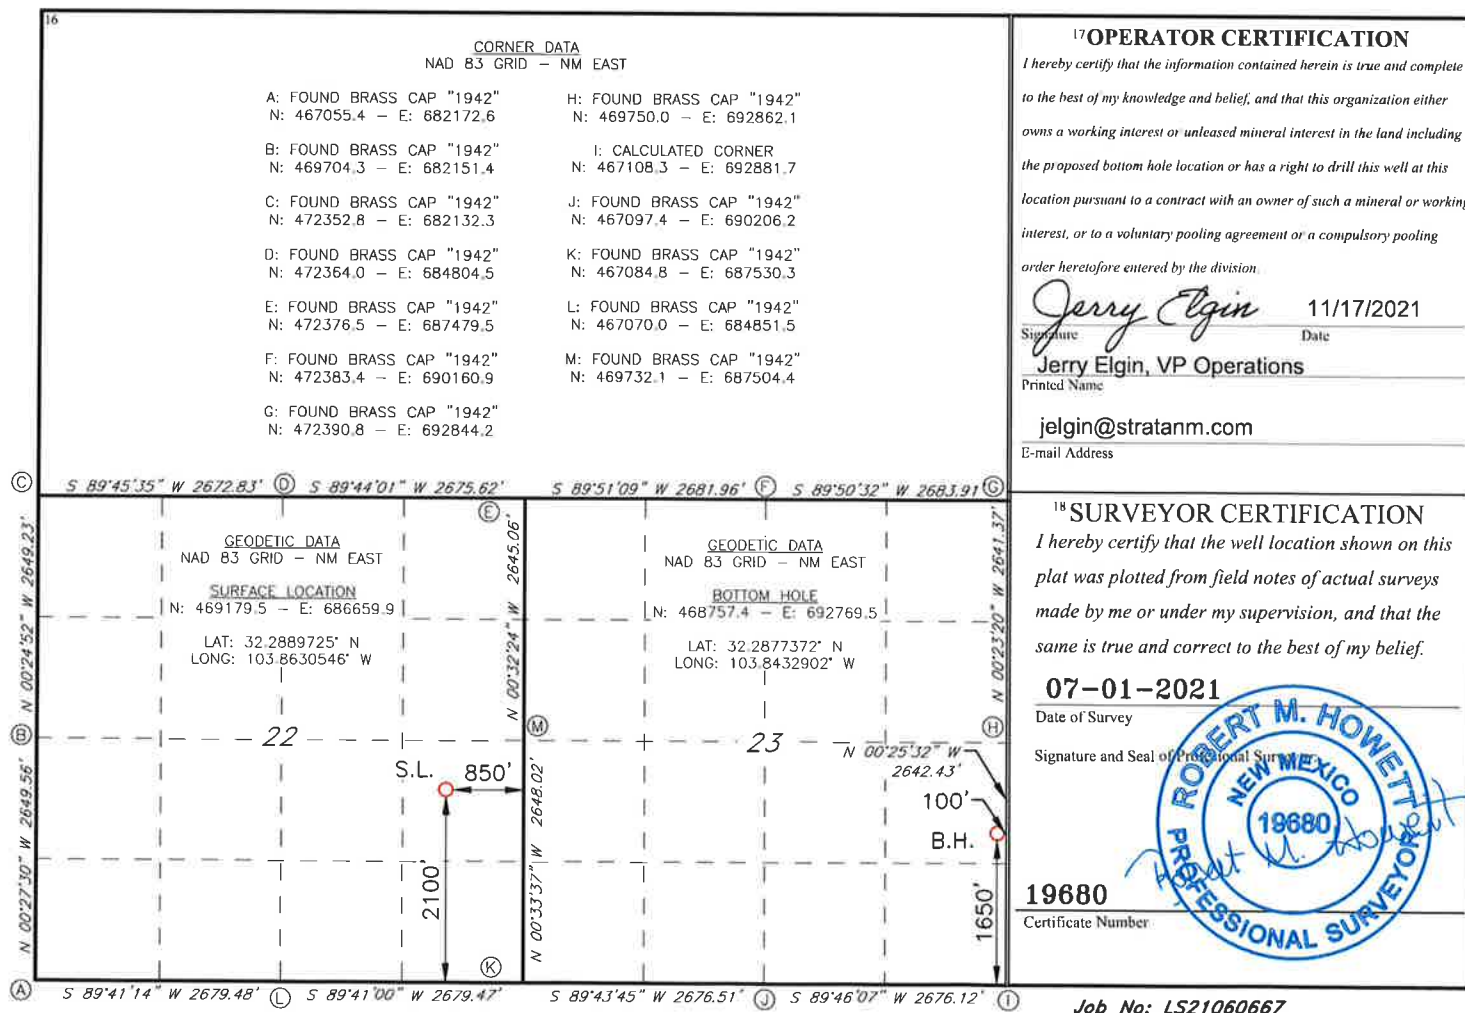 16
CORNER DATA
NAD 83 GRID – NM EAST
A: FOUND BRASS CAP "1942"
N: 467055.4 – E: 682172.6
B: FOUND BRASS CAP "1942"
N: 469704.3 – E: 682151.4
C: FOUND BRASS CAP "1942"
N: 472352.8 – E: 682132.3
D: FOUND BRASS CAP "1942"
N: 472364.0 – E: 684804.5
E: FOUND BRASS CAP "1942"
N: 472376.5 – E: 687479.5
F: FOUND BRASS CAP "1942"
N: 472383.4 – E: 690160.9
G: FOUND BRASS CAP "1942"
N: 472390.8 – E: 692844.2
H: FOUND BRASS CAP "1942"
N: 469750.0 – E: 692862.1
I: CALCULATED CORNER
N: 467108.3 – E: 692881.7
J: FOUND BRASS CAP "1942"
N: 467097.4 – E: 690206.2
K: FOUND BRASS CAP "1942"
N: 467084.8 – E: 687530.3
L: FOUND BRASS CAP "1942"
N: 467070.0 – E: 684851.5
M: FOUND BRASS CAP "1942"
N: 469732.1 – E: 687504.4
C
S 89°45'35" W 2672.83'
D
S 89°44'01" W 2675.62'
E
S 89°51'09" W 2681.96'
F
S 89°50'32" W 2683.91'
G
N 00°24'52" W 2649.23'
GEODETIC DATA
NAD 83 GRID – NM EAST
SURFACE LOCATION
N: 469179.5 – E: 686659.9
LAT: 32.2889725° N
LONG: 103.8630546° W
N 00°32'24" W 2645.06'
GEODETIC DATA
NAD 83 GRID – NM EAST
BOTTOM HOLE
N: 468757.4 – E: 692769.5
LAT: 32.2877372° N
LONG: 103.8432902° W
N 00°23'20" W 2641.37'
B
22
M
23
H
N 00°25'32" W
2642.43'
S.L.
850'
2100'
100'
B.H.
1650'
N 00°27'30" W 2649.56'
N 00°33'37" W 2648.02'
A
S 89°41'14" W 2679.48'
L
S 89°41'00" W 2679.47'
K
S 89°43'45" W 2676.51'
J
S 89°46'07" W 2676.12'
I
17 OPERATOR CERTIFICATION
I hereby certify that the information contained herein is true and complete
to the best of my knowledge and belief, and that this organization either
owns a working interest or unleased mineral interest in the land including
the proposed bottom hole location or has a right to drill this well at this
location pursuant to a contract with an owner of such a mineral or working
interest, or to a voluntary pooling agreement or a compulsory pooling
order heretofore entered by the division.
Jerry Elgin 11/17/2021
Signature Date
Jerry Elgin, VP Operations
Printed Name
jelgin@stratanm.com
E-mail Address
18 SURVEYOR CERTIFICATION
I hereby certify that the well location shown on this
plat was plotted from field notes of actual surveys
made by me or under my supervision, and that the
same is true and correct to the best of my belief.
07-01-2021
Date of Survey
Signature and Seal of Professional Surveyor:
ROBERT M. HOWETT
NEW MEXICO
19680
PROFESSIONAL SURVEYOR
Robert M. Howett
19680
Certificate Number
Job No: LS21060667